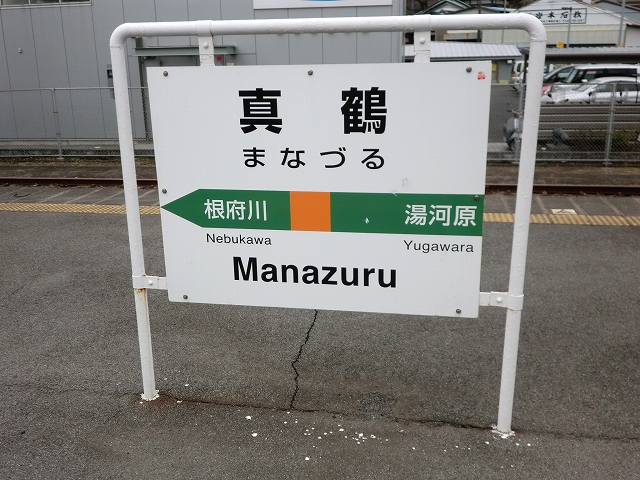 真鶴
まなづる
根府川 湯河原
Nebukawa Yugawara
Manazuru